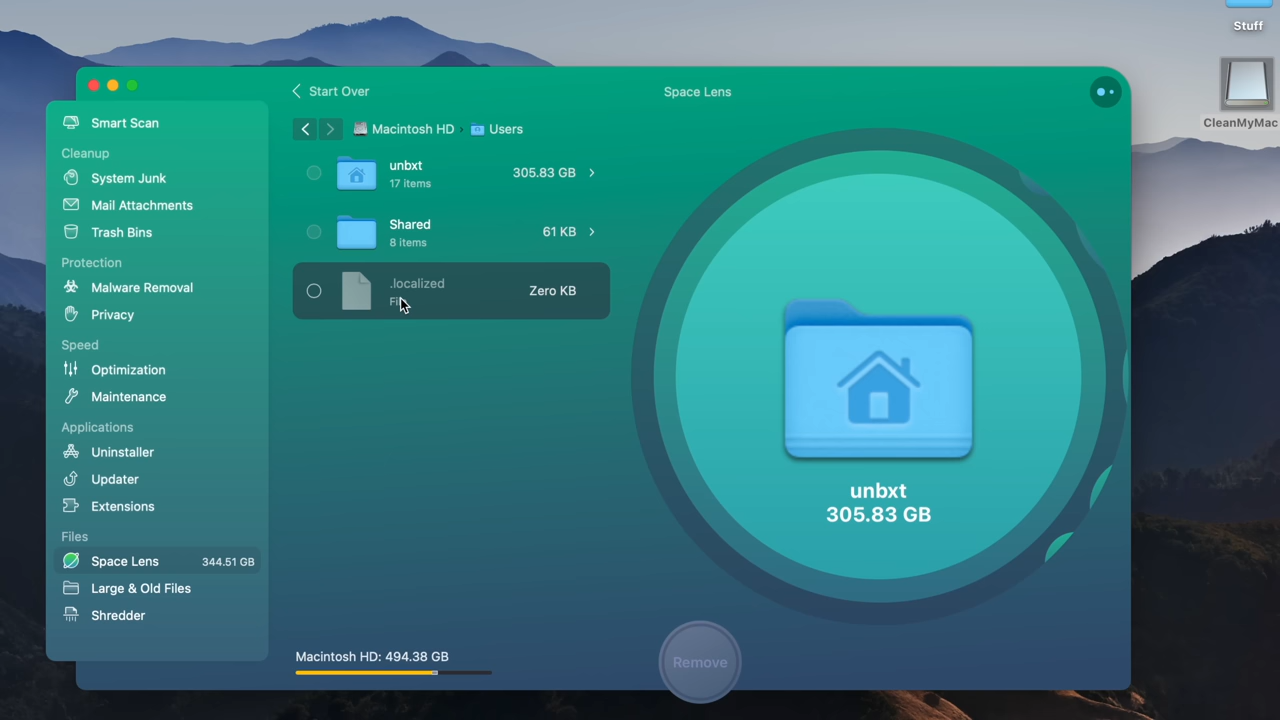 Stuff
CleanMyMac
Start Over
Space Lens
Smart Scan
Cleanup
System Junk
Mail Attachments
Trash Bins
Protection
Malware Removal
Privacy
Speed
Optimization
Maintenance
Applications
Uninstaller
Updater
Extensions
Files
Space Lens 344.51 GB
Large & Old Files
Shredder
Macintosh HD Users
unbxt
17 items
305.83 GB
Shared
8 items
61 KB
.localized
Zero KB
unbxt
305.83 GB
Macintosh HD: 494.38 GB
Remove